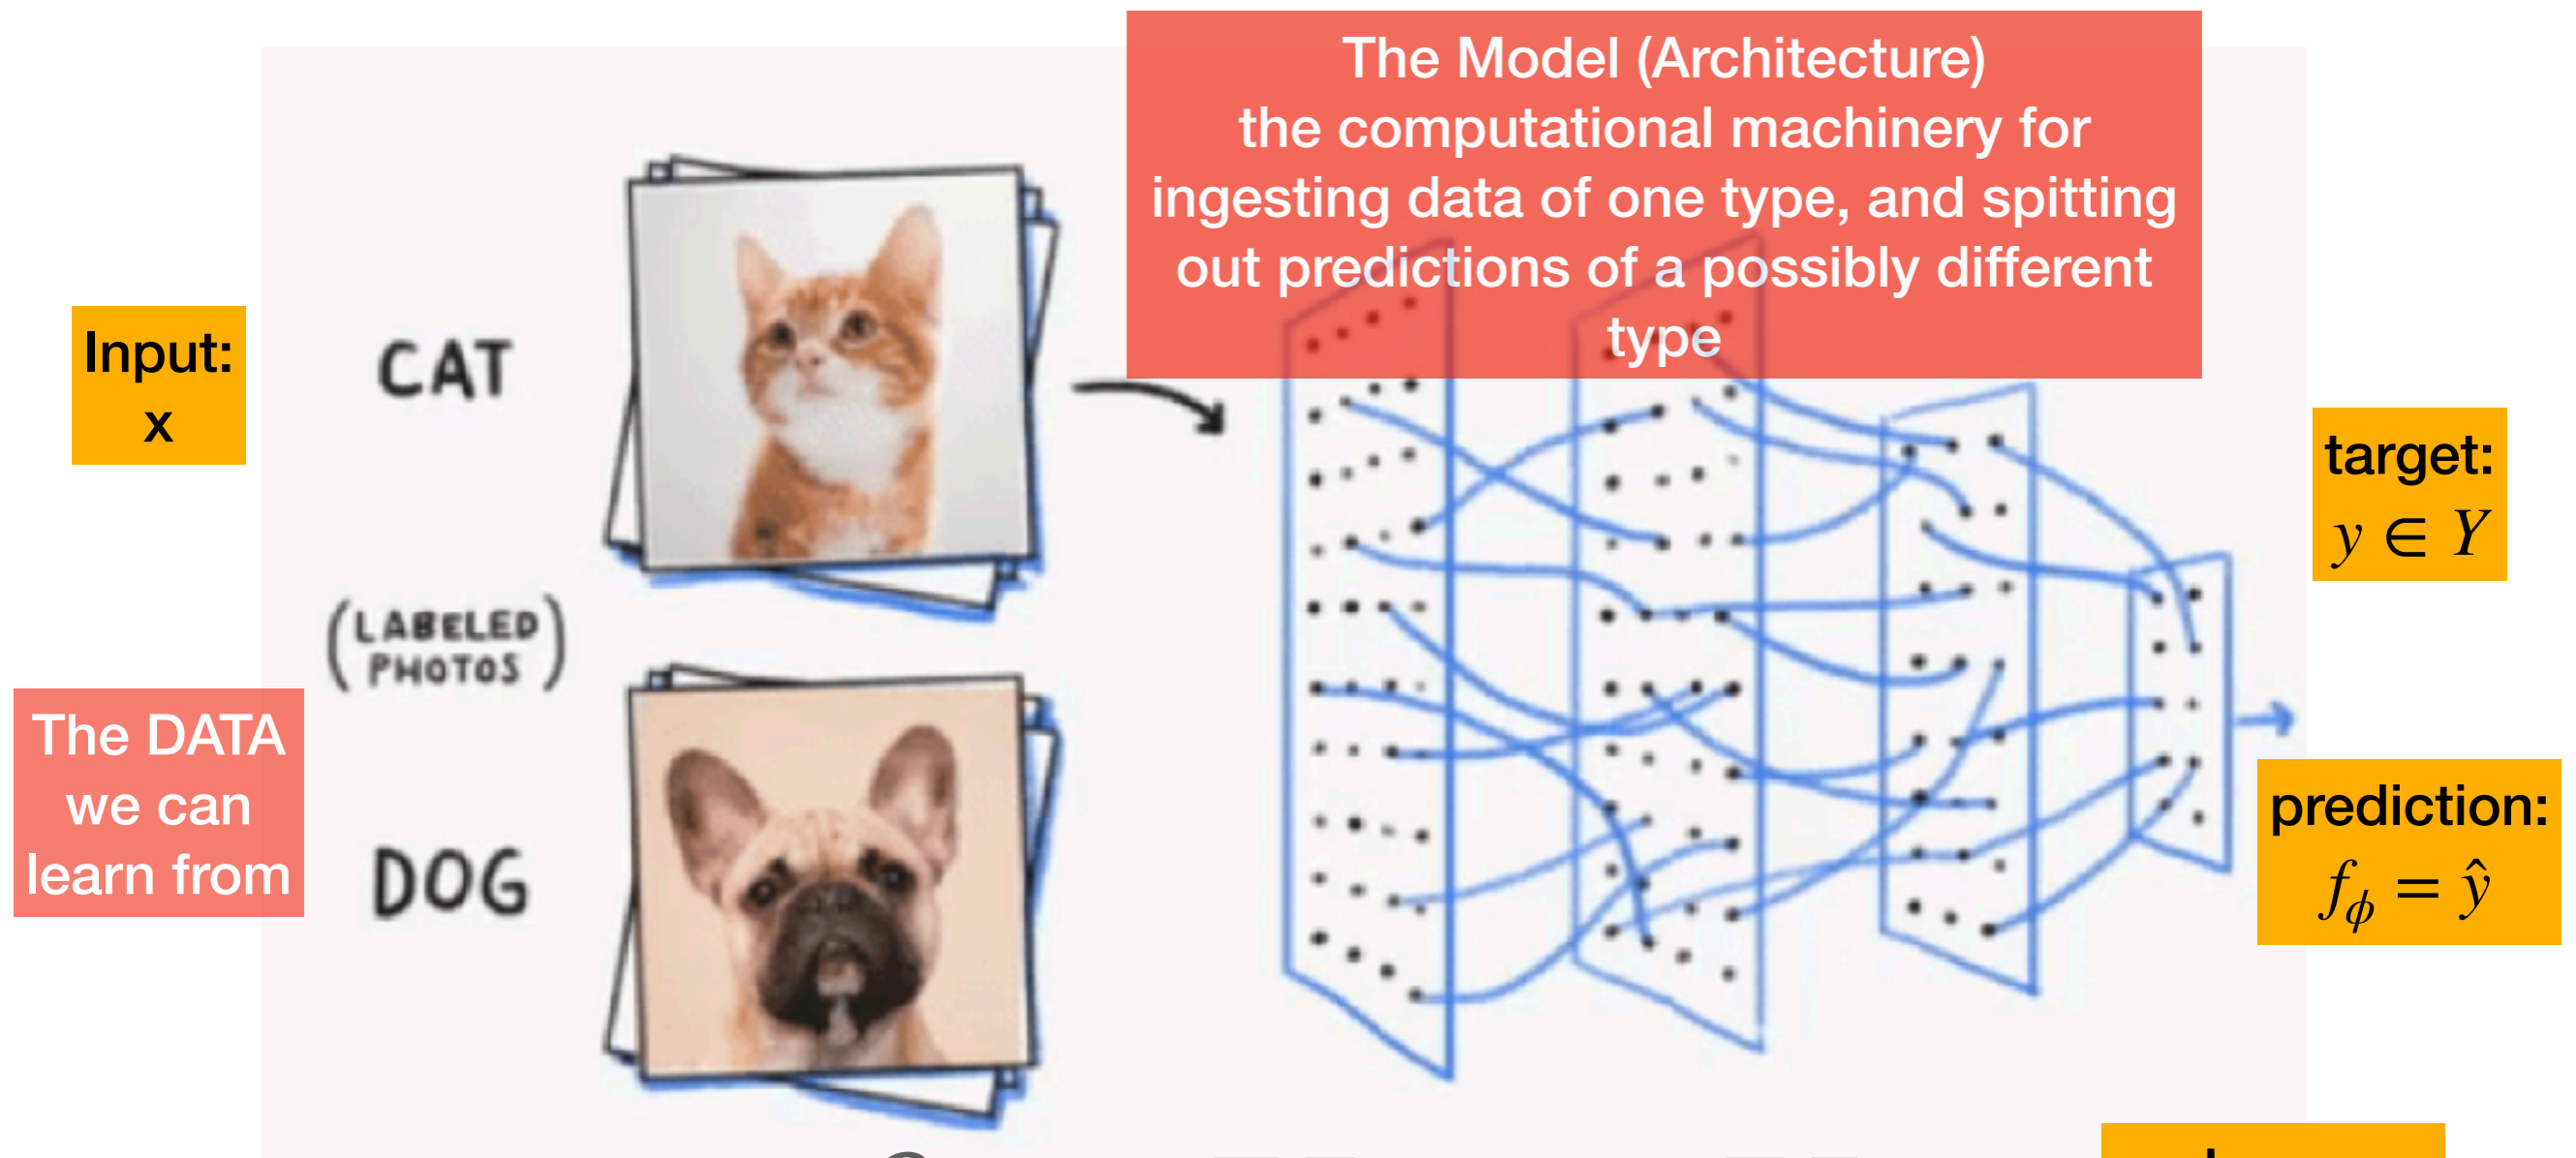 The Model (Architecture)
the computational machinery for
ingesting data of one type, and spitting
out predictions of a possibly different
type
Input:
x
CAT
target:
y ∈ Y
(LABELED
PHOTOS)
The DATA
we can
learn from
prediction:
f_ϕ = ŷ
DOG